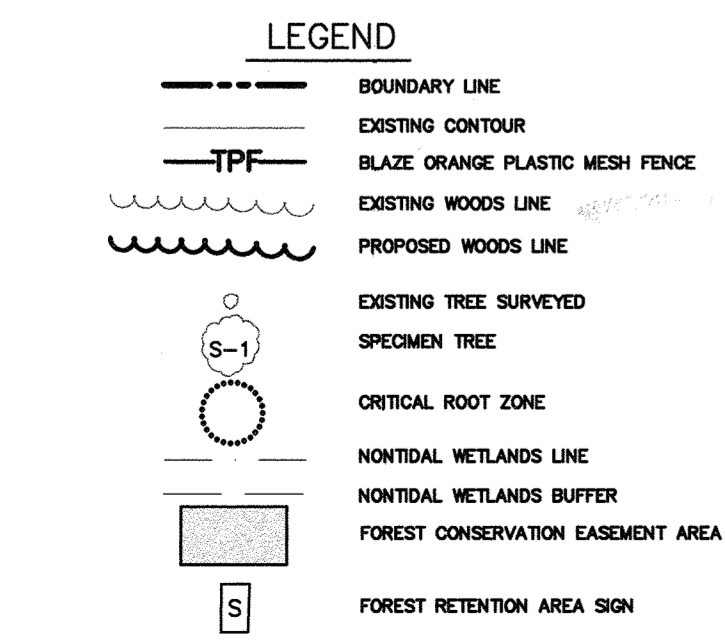 LEGEND
BOUNDARY LINE
EXISTING CONTOUR
TPF BLAZE ORANGE PLASTIC MESH FENCE
EXISTING WOODS LINE
PROPOSED WOODS LINE
EXISTING TREE SURVEYED
S-1 SPECIMEN TREE
CRITICAL ROOT ZONE
NONTIDAL WETLANDS LINE
NONTIDAL WETLANDS BUFFER
FOREST CONSERVATION EASEMENT AREA
S FOREST RETENTION AREA SIGN